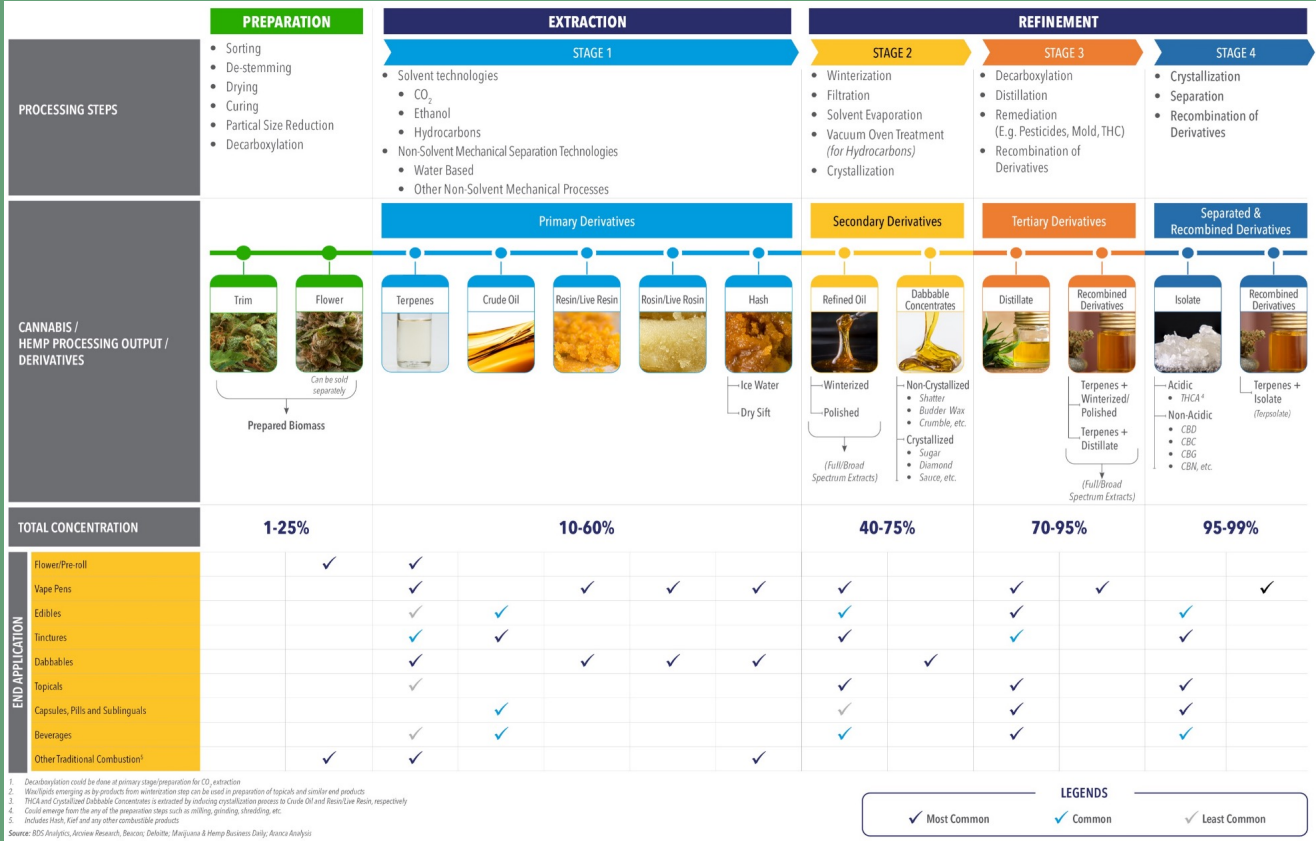 PREPARATION
EXTRACTION
REFINEMENT
STAGE 1
STAGE 2
STAGE 3
STAGE 4
PROCESSING STEPS
• Sorting
• De-stemming
• Drying
• Curing
• Partical Size Reduction
• Decarboxylation
• Solvent technologies
• CO2
• Ethanol
• Hydrocarbons
• Non-Solvent Mechanical Separation Technologies
• Water Based
• Other Non-Solvent Mechanical Processes
• Winterization
• Filtration
• Solvent Evaporation
• Vacuum Oven Treatment
(for Hydrocarbons)
• Crystallization
• Decarboxylation
• Distillation
• Remediation
(E.g. Pesticides, Mold, THC)
• Recombination of
Derivatives
• Crystallization
• Separation
• Recombination of
Derivatives
CANNABIS /
HEMP PROCESSING OUTPUT /
DERIVATIVES
Primary Derivatives
Secondary Derivatives
Tertiary Derivatives
Separated &
Recombined Derivatives
Trim
Flower
Can be sold
separately
Prepared Biomass
Terpenes
Crude Oil
Resin/Live Resin
Rosin/Live Rosin
Hash
Ice Water
Dry Sift
Refined Oil
Winterized
Polished
(Full/Broad
Spectrum Extracts)
Dabbable
Concentrates
Non-Crystallized
• Shatter
• Budder Wax
• Crumble, etc.
Crystallized
• Sugar
• Diamond
• Sauce, etc.
Distillate
Recombined
Derivatives
Terpenes +
Winterized/
Polished
Terpenes +
Distillate
(Full/Broad
Spectrum Extracts)
Isolate
Acidic
• THCA4
Non-Acidic
• CBD
• CBC
• CBG
• CBN, etc.
Recombined
Derivatives
Terpenes +
Isolate
(Terpsolate)
TOTAL CONCENTRATION
1-25%
10-60%
40-75%
70-95%
95-99%
END APPLICATION
Flower/Pre-roll
Vape Pens
Edibles
Tinctures
Dabbables
Topicals
Capsules, Pills and Sublinguals
Beverages
Other Traditional Combustion5
1. Decarboxylation could be done at primary stage/preparation for CO2 extraction
2. Wax/lipids emerging as by-products from winterization step can be used in preparation of topicals and similar end products
3. THCA and Crystallized Dabbable Concentrates is extracted by inducing crystallization process to Crude Oil and Resin/Live Resin, respectively
4. Could emerge from the any of the preparation steps such as milling, grinding, shredding, etc.
5. Includes Hash, Kief and any other combustible products
Source: BDS Analytics, Arcview Research, Beacon; Deloitte; Marijuana & Hemp Business Daily; Aranca Analysis
LEGENDS
Most Common
Common
Least Common